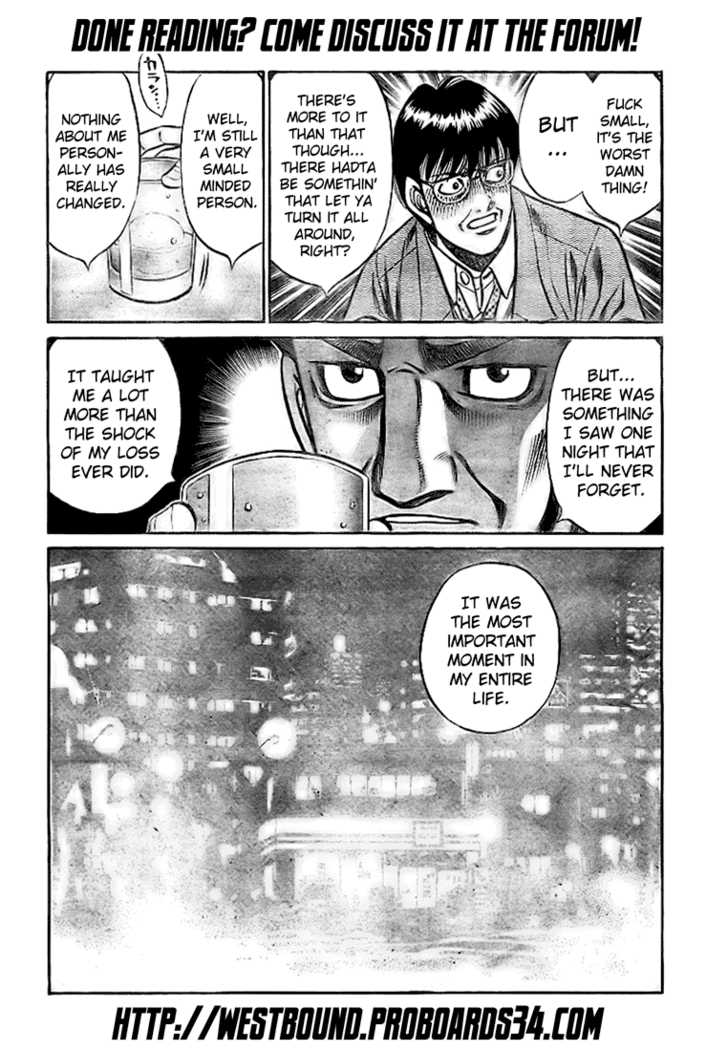 DONE READING? COME DISCUSS IT AT THE FORUM!
FUCK
SMALL,
IT'S THE
WORST
DAMN
THING!
BUT
...
THERE'S
MORE TO IT
THAN THAT
THOUGH...
THERE HADTA
BE SOMETHIN'
THAT LET YA
TURN IT ALL
AROUND,
RIGHT?
カラン…
WELL,
I'M STILL
A VERY
SMALL
MINDED
PERSON.
NOTHING
ABOUT ME
PERSON-
ALLY HAS
REALLY
CHANGED.
BUT...
THERE WAS
SOMETHING
I SAW ONE
NIGHT THAT
I'LL NEVER
FORGET.
IT TAUGHT
ME A LOT
MORE THAN
THE SHOCK
OF MY LOSS
EVER DID.
IT WAS
THE MOST
IMPORTANT
MOMENT IN
MY ENTIRE
LIFE.
HTTP://WESTBOUND.PROBOARDS34.COM